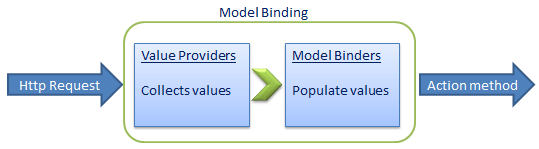 Model Binding
Http Request
Value Providers
Collects values
Model Binders
Populate values
Action method